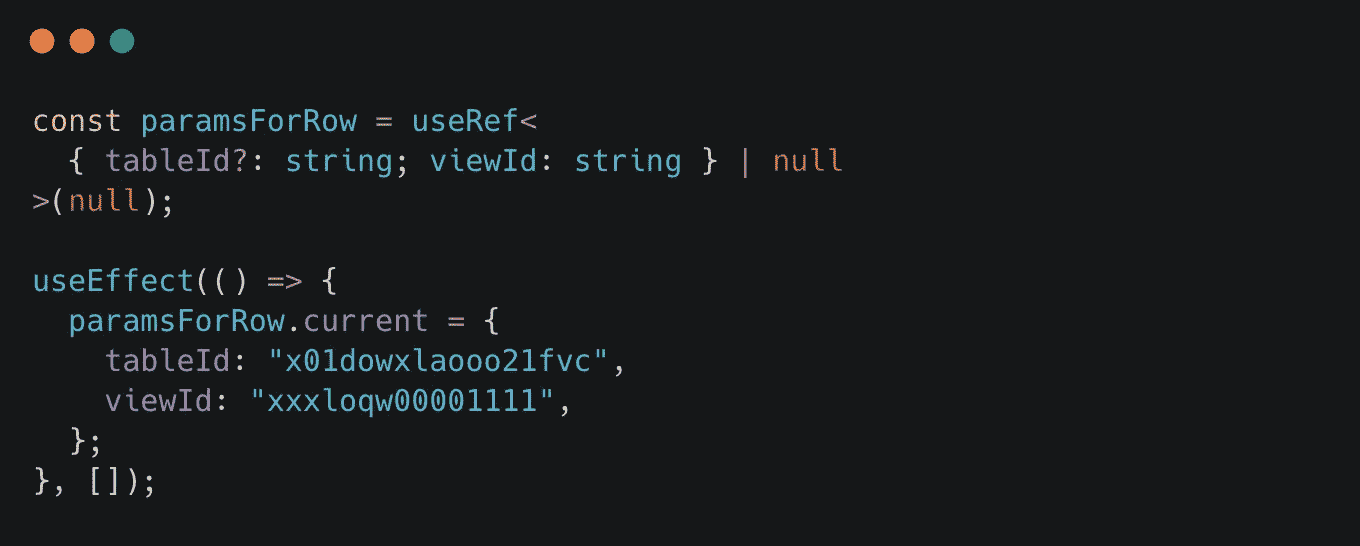 const paramsForRow = useRef<
  { tableId?: string; viewId: string } | null
>(null);

useEffect(() => {
  paramsForRow.current = {
    tableId: "x01dowxlaooo21fvc",
    viewId: "xxxloqw00001111",
  };
}, []);